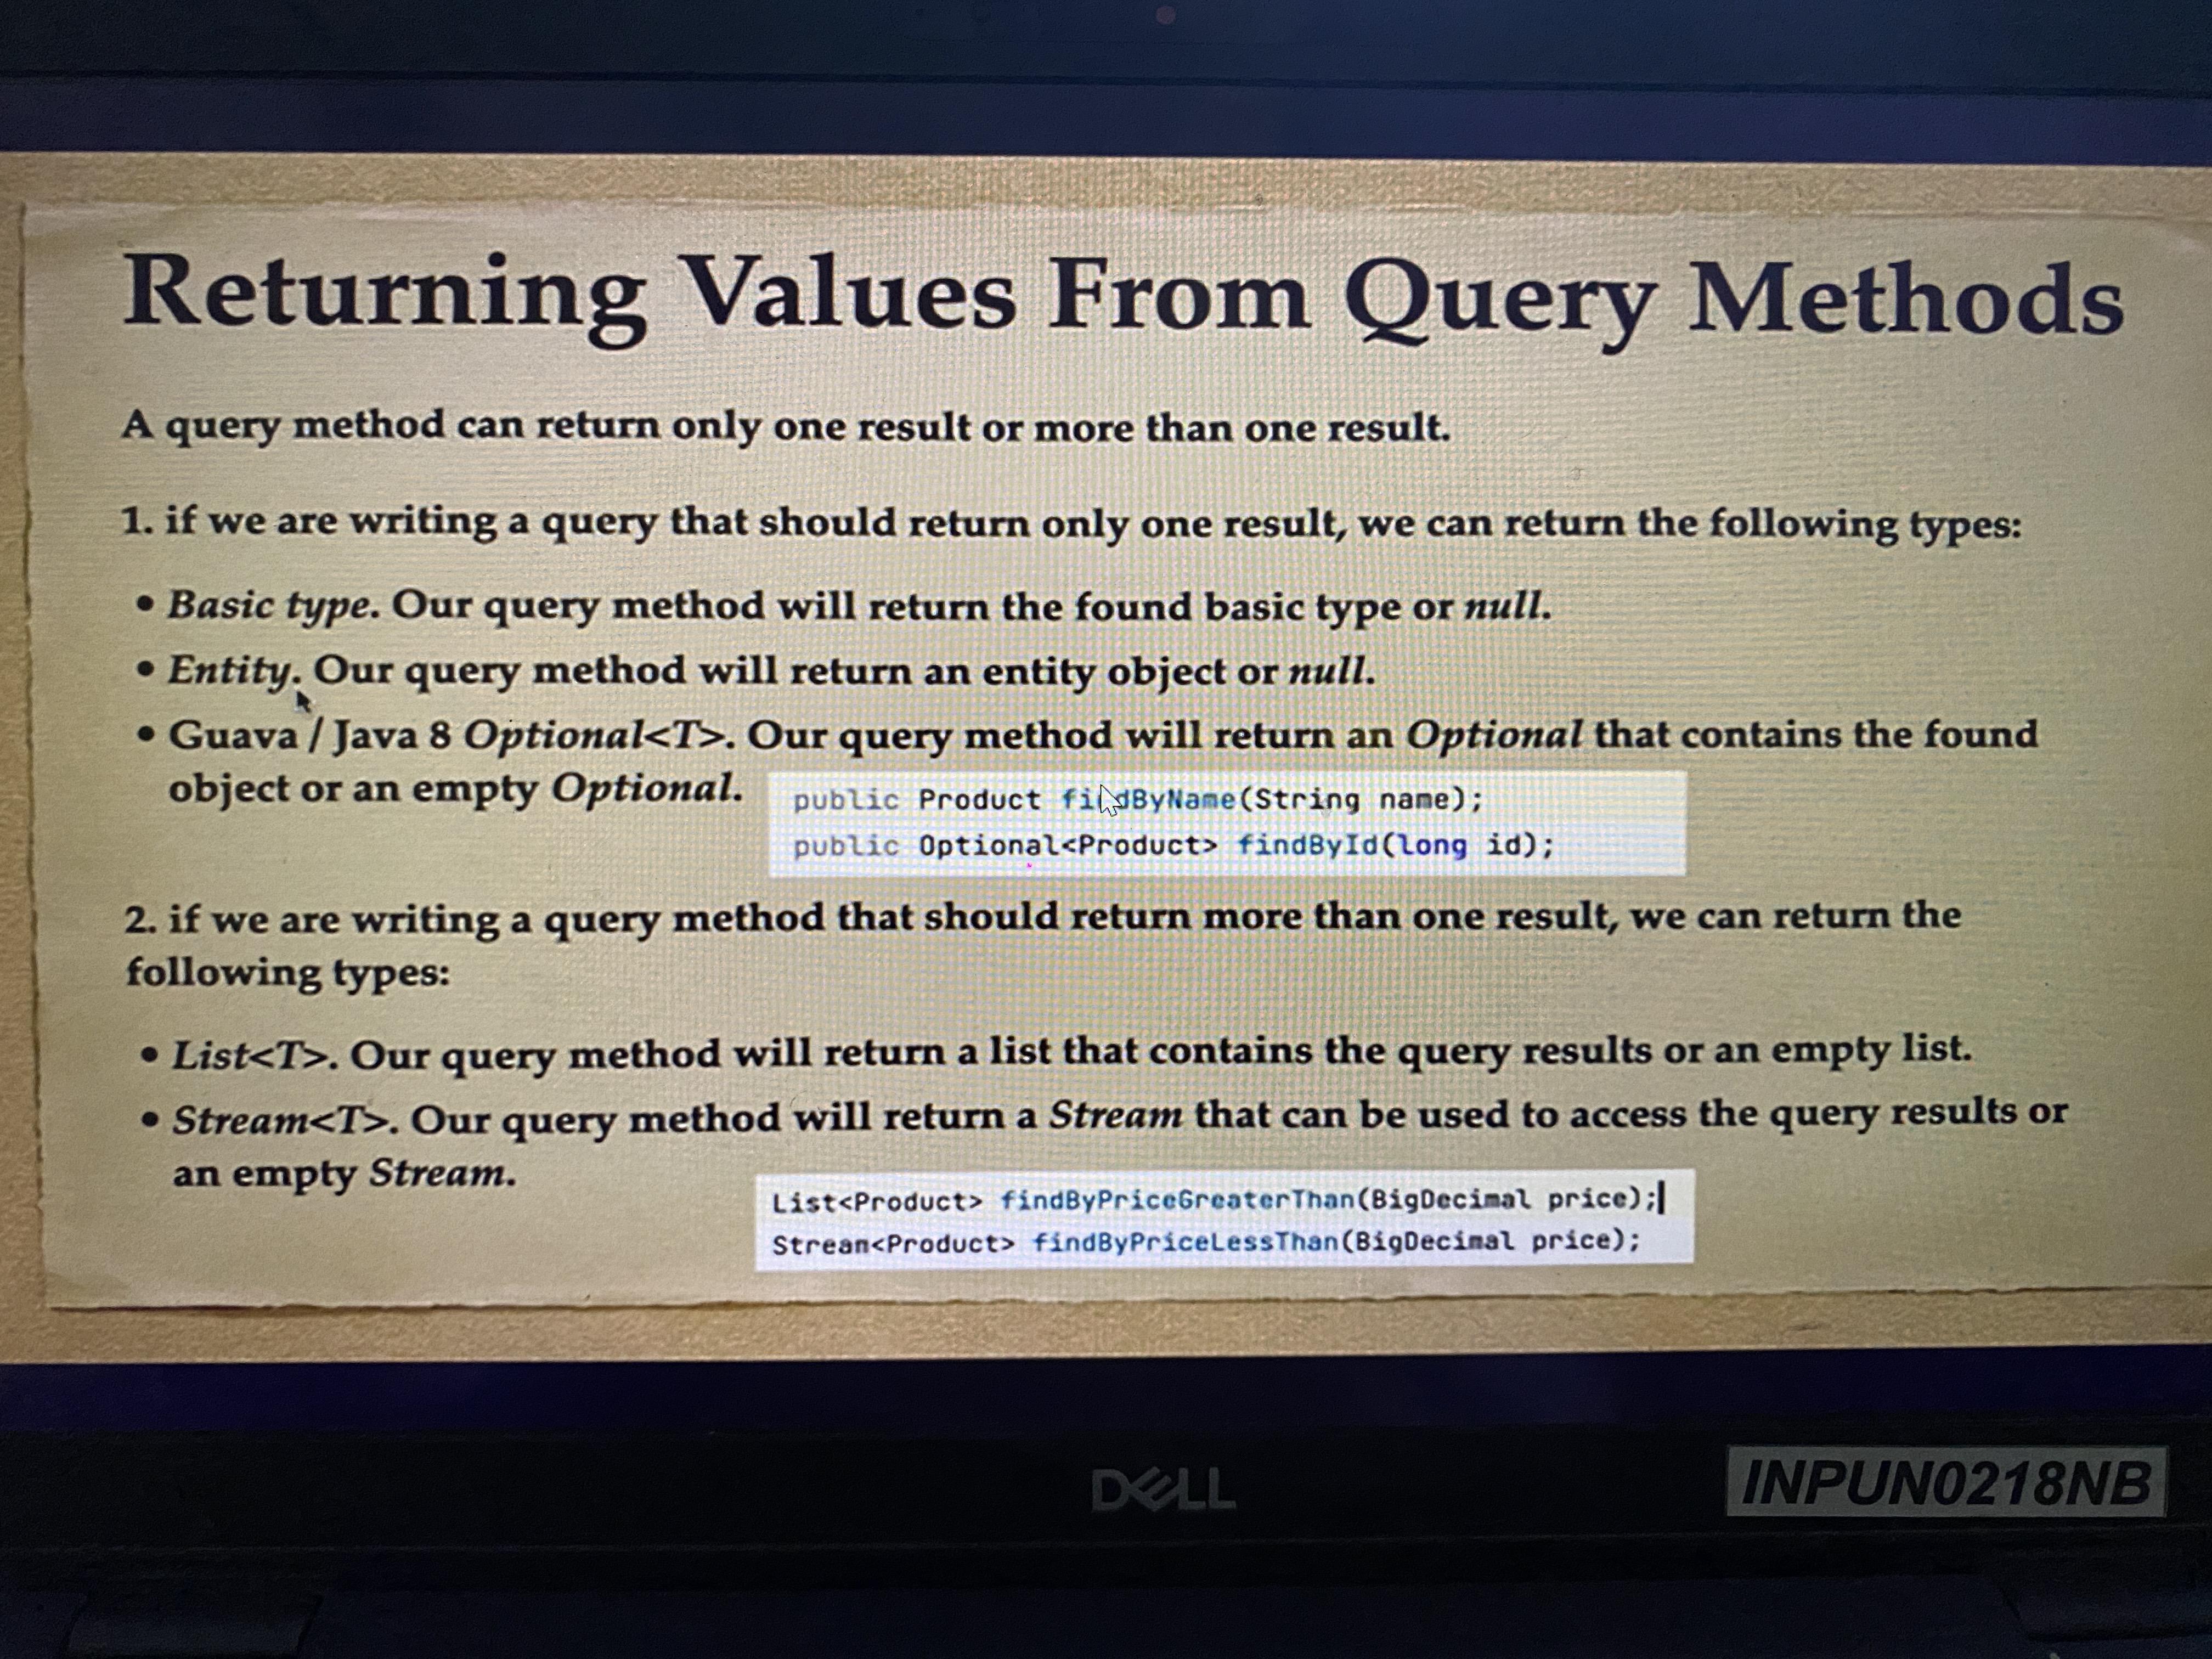 Returning Values From Query Methods
A query method can return only one result or more than one result.
1. if we are writing a query that should return only one result, we can return the following types:
• Basic type. Our query method will return the found basic type or null.
• Entity. Our query method will return an entity object or null.
• Guava / Java 8 Optional<T>. Our query method will return an Optional that contains the found
object or an empty Optional.
public Product findByName(String name);
public Optional<Product> findById(long id);
2. if we are writing a query method that should return more than one result, we can return the
following types:
• List<T>. Our query method will return a list that contains the query results or an empty list.
• Stream<T>. Our query method will return a Stream that can be used to access the query results or
an empty Stream.
List<Product> findByPriceGreaterThan(BigDecimal price);
Stream<Product> findByPriceLessThan(BigDecimal price);
DELL
INPUN0218NB